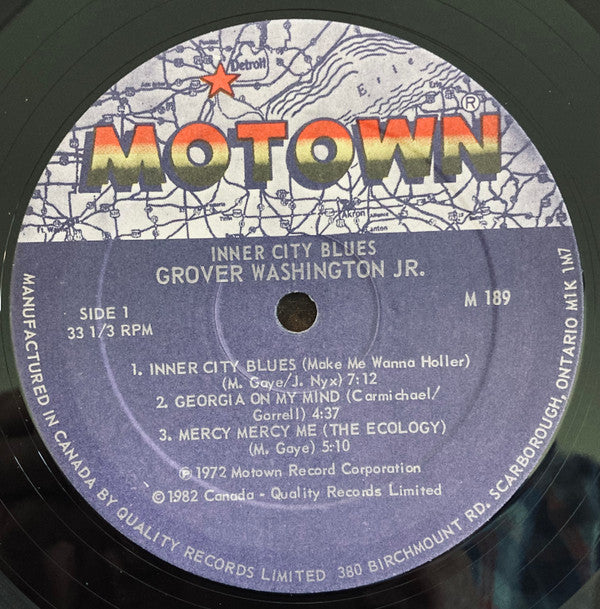 Detroit
Erie
MOTOWN®
Akron
INNER CITY BLUES
GROVER WASHINGTON JR.
SIDE 1
33 1/3 RPM
M 189
1. INNER CITY BLUES (Make Me Wanna Holler)
(M. Gaye/J. Nyx) 7:12
2. GEORGIA ON MY MIND (Carmichael/
Gorrell) 4:37
3. MERCY MERCY ME (THE ECOLOGY)
(M. Gaye) 5:10
℗ 1972 Motown Record Corporation
© 1982 Canada - Quality Records Limited
MANUFACTURED IN CANADA BY QUALITY RECORDS LIMITED 380 BIRCHMOUNT RD. SCARBOROUGH, ONTARIO M1K 1M7